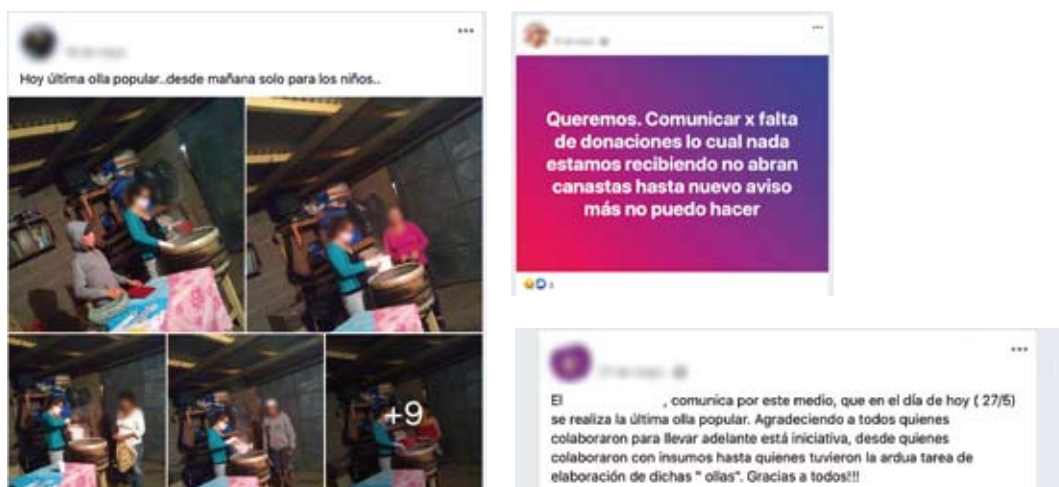 Hoy última olla popular..desde mañana solo para los niños..
+9
Queremos. Comunicar x falta
de donaciones lo cual nada
estamos recibiendo no abran
canastas hasta nuevo aviso
más no puedo hacer
El , comunica por este medio, que en el día de hoy ( 27/5)
se realiza la última olla popular. Agradeciendo a todos quienes
colaboraron para llevar adelante está iniciativa, desde quienes
colaboraron con insumos hasta quienes tuvieron la ardua tarea de
elaboración de dichas " ollas". Gracias a todos!!!